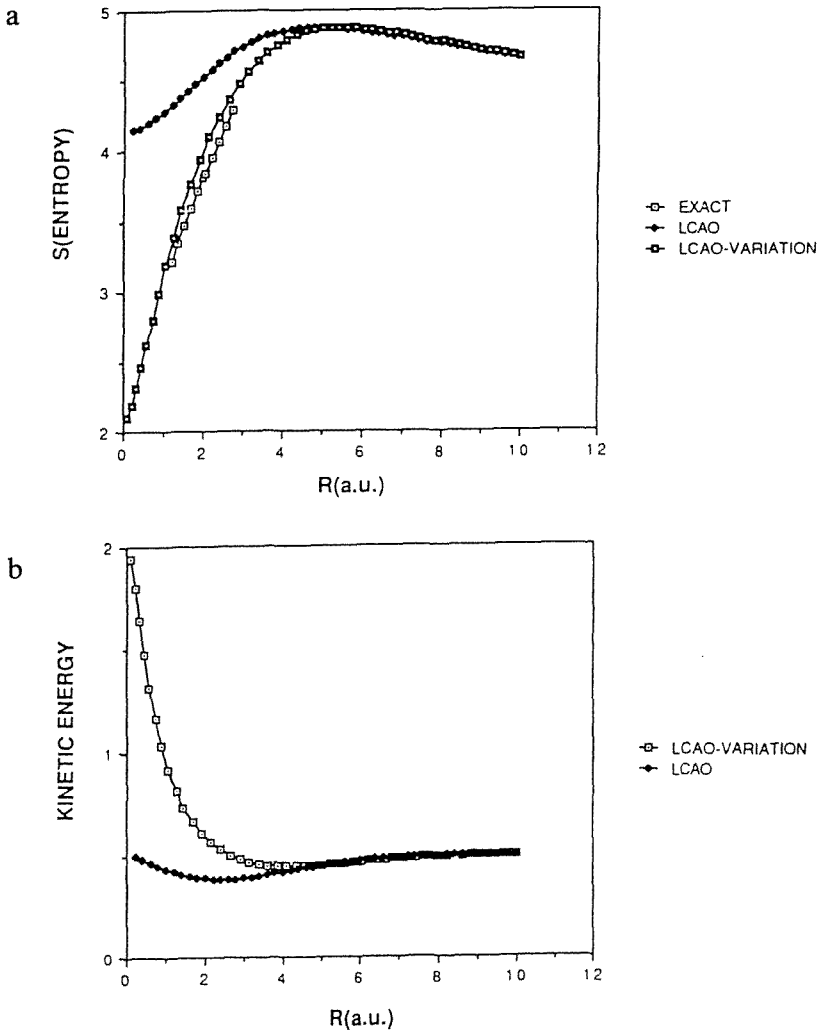 a
5
4
3
2
S(ENTROPY)
0 2 4 6 8 10 12
R(a.u.)
EXACT
LCAO
LCAO-VARIATION
b
2
1
0
KINETIC ENERGY
0 2 4 6 8 10 12
R(a.u.)
LCAO-VARIATION
LCAO